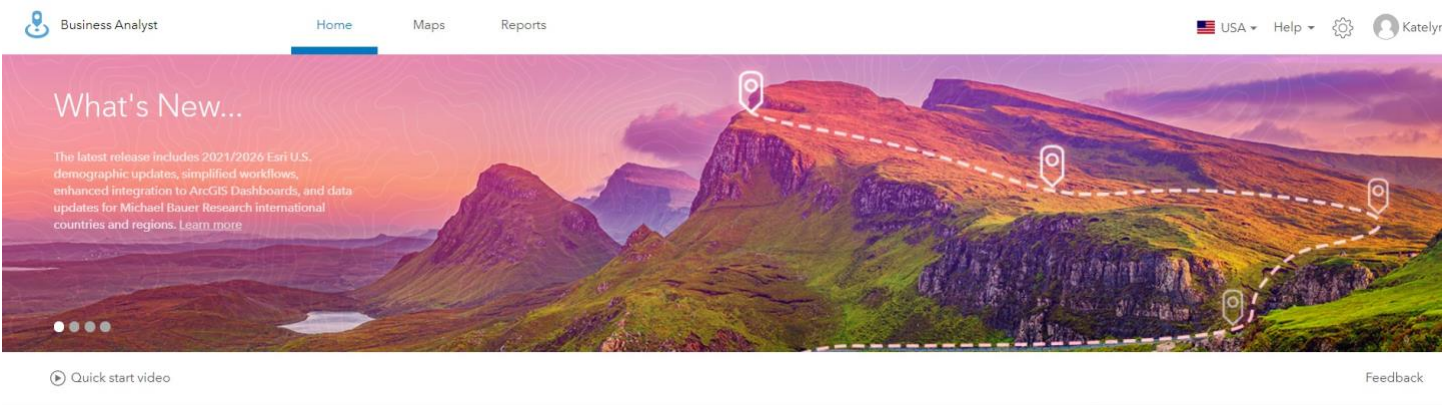 Business Analyst
Home
Maps
Reports
USA
Help
Katelyn
What's New...
The latest release includes 2021/2026 Esri U.S.
demographic updates, simplified workflows,
enhanced integration to ArcGIS Dashboards, and data
updates for Michael Bauer Research international
countries and regions. Learn more
Quick start video
Feedback